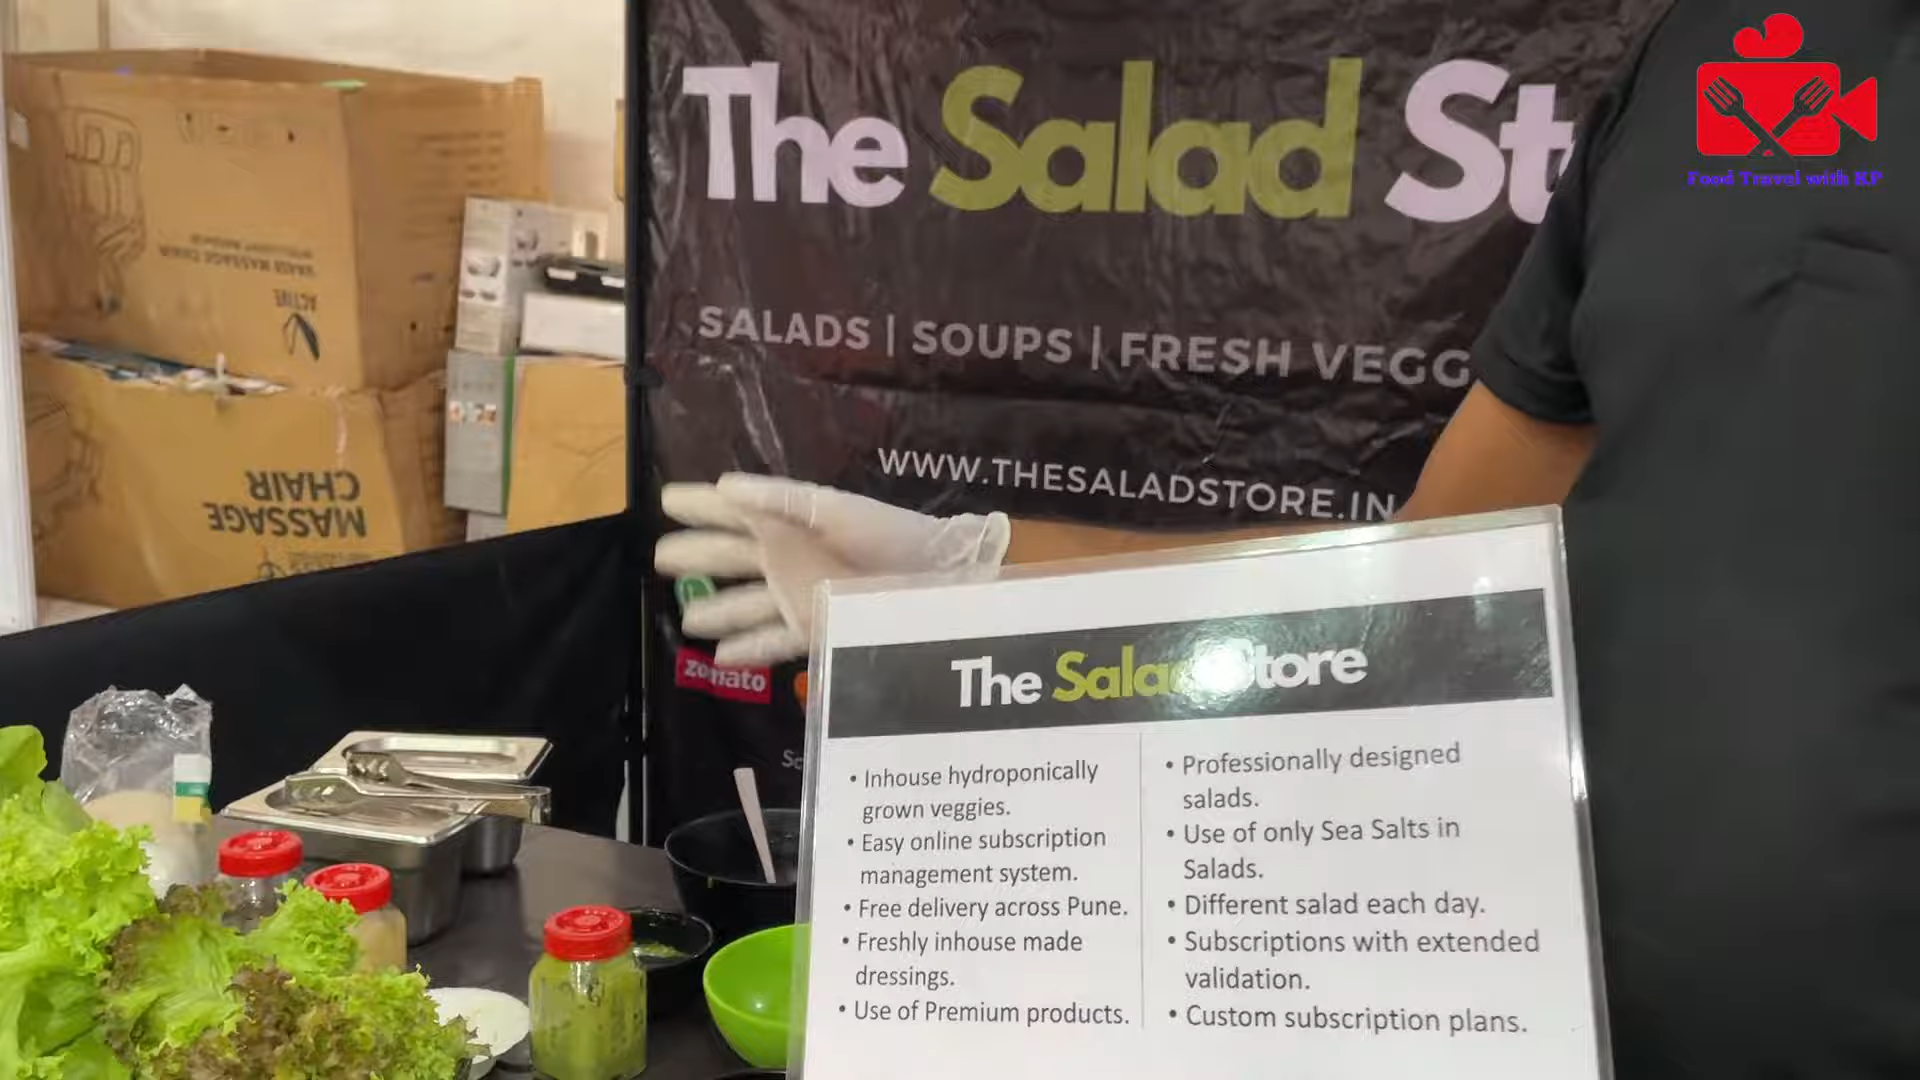 The Salad St
SALADS | SOUPS | FRESH VEGG
WWW.THESALADSTORE.IN
Food Travel with KP
MASSAGE CHAIR
ACTIVE
MASSAGE
CHAIR
zomato
The Salad Store
• Inhouse hydroponically
grown veggies.
• Easy online subscription
management system.
• Free delivery across Pune.
• Freshly inhouse made
dressings.
• Use of Premium products.
• Professionally designed
salads.
• Use of only Sea Salts in
Salads.
• Different salad each day.
• Subscriptions with extended
validation.
• Custom subscription plans.